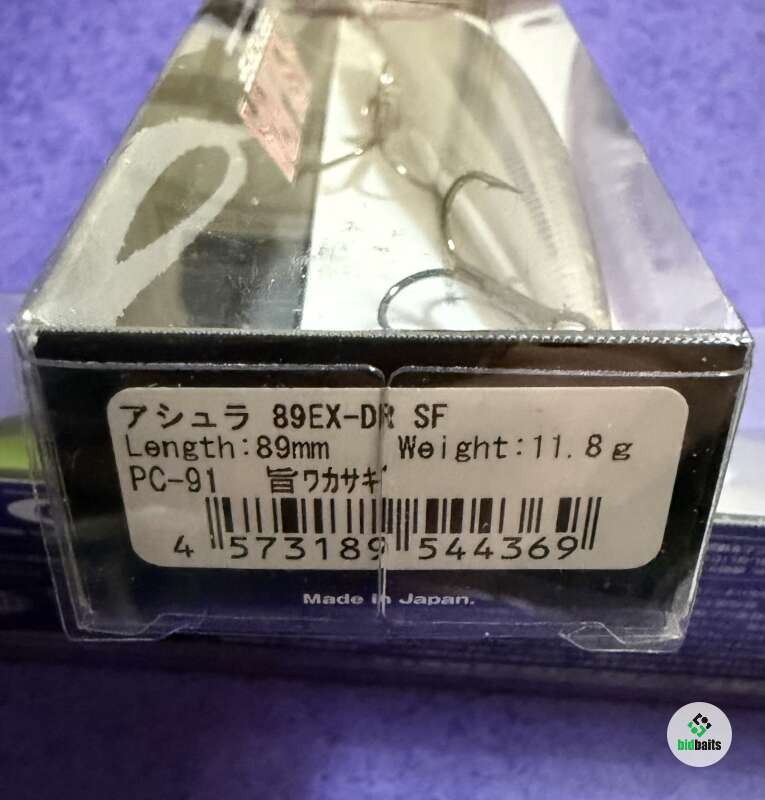 アシュラ 89EX-DR SF
Length:89mm Weight:11.8g
PC-91 旨ワカサギ
4 573189 544369
Made in Japan.
bidbaits